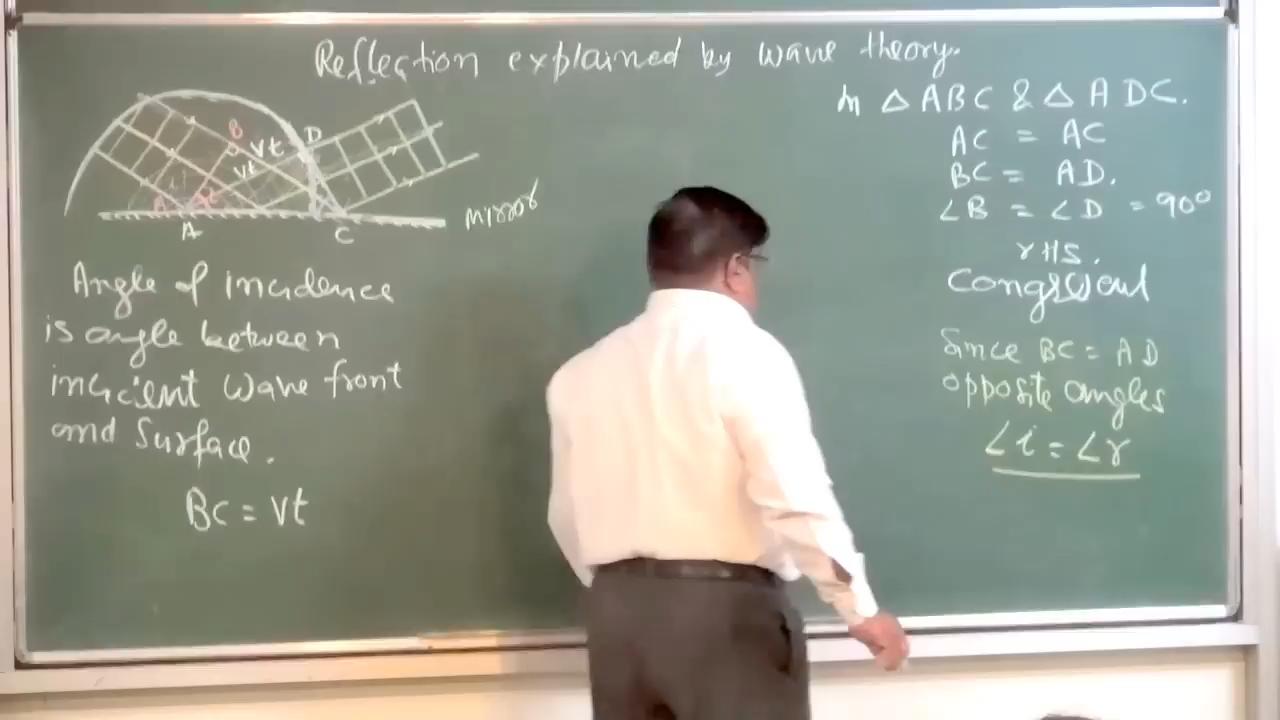 Reflection explained by wave theory.
B
D
vt
vt
i
r
A
C
Mirror
Angle of incidence
is angle between
incident wave front
and Surface.
BC = vt
In △ ABC & △ ADC.
AC = AC
BC = AD.
∠B = ∠D = 90°
rHS.
Congruent
Since BC = AD
opposite angles
∠i = ∠r